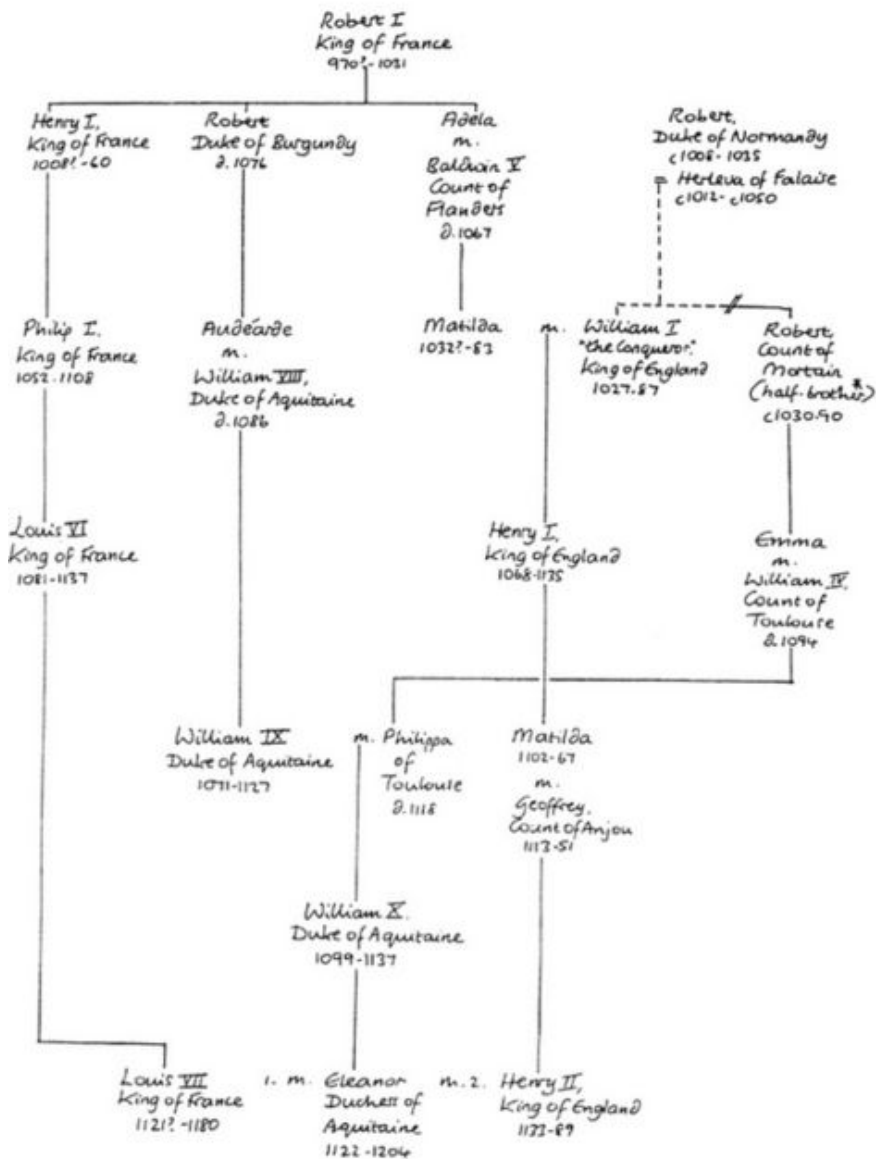 Robert I
King of France
970?-1031
Henry I,
King of France
1008?-60
Robert
Duke of Burgundy
d.1076
Adela
m.
Baldwin V
Count of
Flanders
d.1067
Robert,
Duke of Normandy
c1008-1035
= Herleva of Falaise
c1012-c1050
Philip I,
King of France
1052-1108
Audéarde
m.
William VIII,
Duke of Aquitaine
d.1086
Matilda
1032?-83
m.
William I
"the Conqueror,"
King of England
1027-87
Robert,
Count of
Mortain
(half-brother*)
c1030-90
Louis VI
King of France
1081-1137
Henry I,
King of England
1068-1135
Emma
m.
William IV,
Count of
Toulouse
d.1094
William IX
Duke of Aquitaine
1071-1127
m. Philippa
of
Toulouse
d.1118
Matilda
1102-67
m.
Geoffrey,
Count of Anjou
1113-51
William X,
Duke of Aquitaine
1099-1137
Louis VII
King of France
1121?-1180
1. m.
Eleanor
Duchess of
Aquitaine
1122-1204
m. 2.
Henry II,
King of England
1133-89